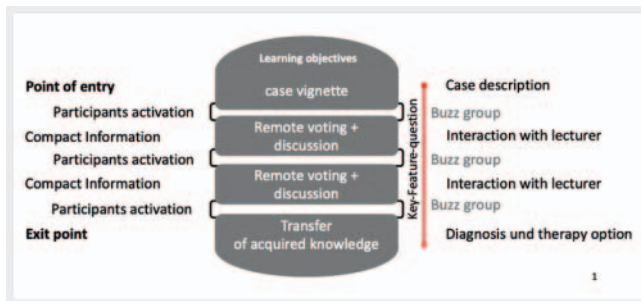 Learning objectives
Point of entry
case vignette
Case description
Participants activation
Buzz group
Compact Information
Remote voting +
discussion
Interaction with lecturer
Participants activation
Buzz group
Compact Information
Remote voting +
discussion
Interaction with lecturer
Participants activation
Buzz group
Exit point
Transfer
of acquired knowledge
Diagnosis und therapy option
Key-Feature-question
1